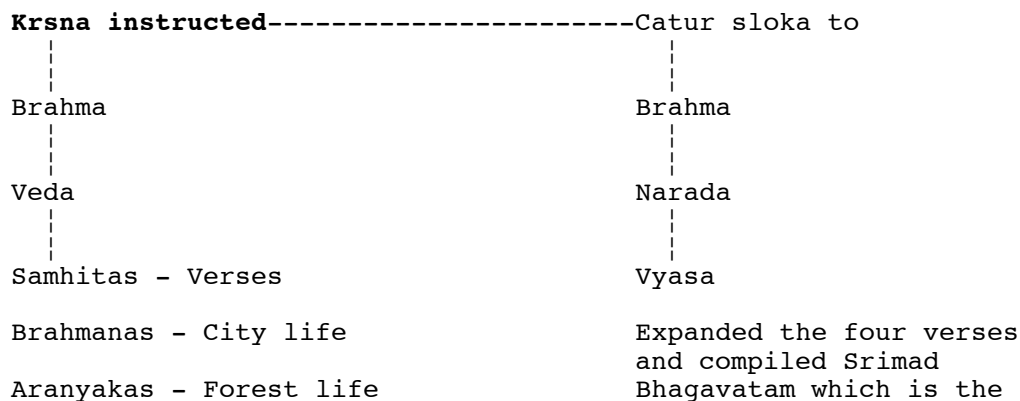 Krsna instructed-----------------------Catur sloka to
Brahma Brahma
Veda Narada
Samhitas - Verses Vyasa
Brahmanas - City life Expanded the four verses
and compiled Srimad
Aranyakas - Forest life Bhagavatam which is the